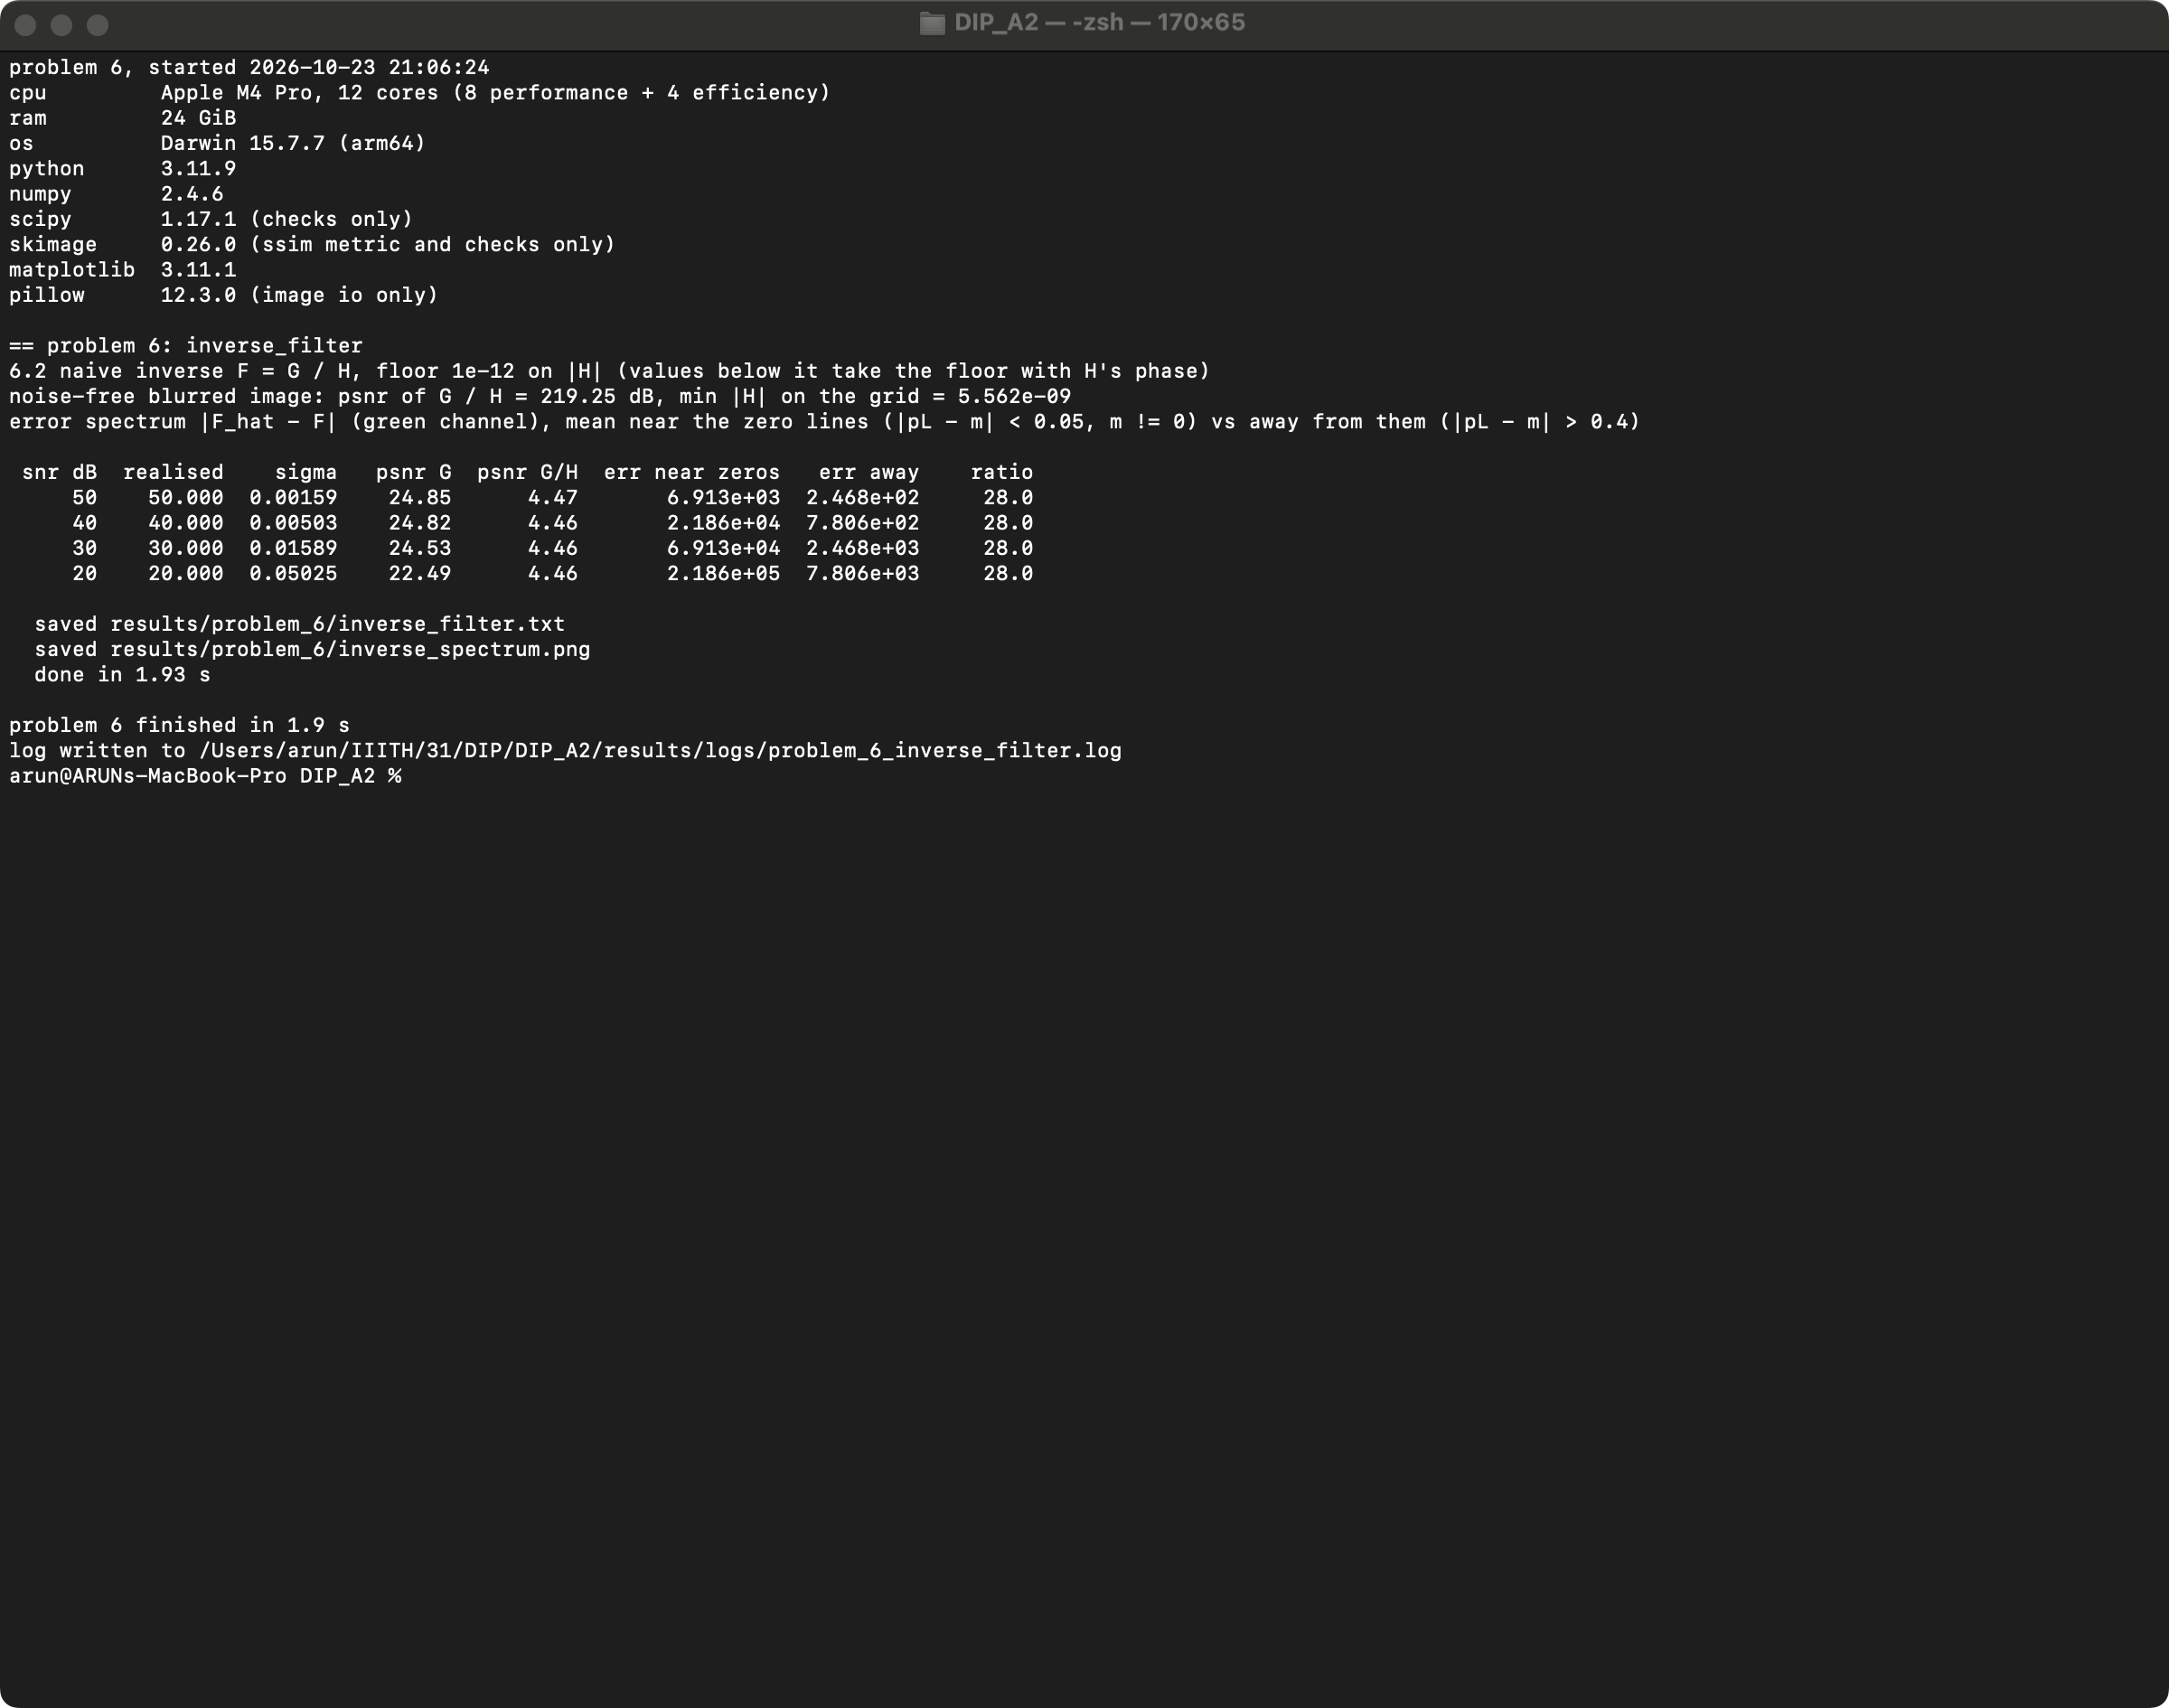 DIP_A2 — -zsh — 170×65
problem 6, started 2026-10-23 21:06:24
cpu         Apple M4 Pro, 12 cores (8 performance + 4 efficiency)
ram         24 GiB
os          Darwin 15.7.7 (arm64)
python      3.11.9
numpy       2.4.6
scipy       1.17.1 (checks only)
skimage     0.26.0 (ssim metric and checks only)
matplotlib  3.11.1
pillow      12.3.0 (image io only)

== problem 6: inverse_filter
6.2 naive inverse F = G / H, floor 1e-12 on |H| (values below it take the floor with H's phase)
noise-free blurred image: psnr of G / H = 219.25 dB, min |H| on the grid = 5.562e-09
error spectrum |F_hat - F| (green channel), mean near the zero lines (|pL - m| < 0.05, m != 0) vs away from them (|pL - m| > 0.4)

 snr dB  realised    sigma   psnr G  psnr G/H  err near zeros   err away    ratio
     50    50.000  0.00159    24.85      4.47       6.913e+03  2.468e+02     28.0
     40    40.000  0.00503    24.82      4.46       2.186e+04  7.806e+02     28.0
     30    30.000  0.01589    24.53      4.46       6.913e+04  2.468e+03     28.0
     20    20.000  0.05025    22.49      4.46       2.186e+05  7.806e+03     28.0

  saved results/problem_6/inverse_filter.txt
  saved results/problem_6/inverse_spectrum.png
  done in 1.93 s

problem 6 finished in 1.9 s
log written to /Users/arun/IIITH/31/DIP/DIP_A2/results/logs/problem_6_inverse_filter.log
arun@ARUNs-MacBook-Pro DIP_A2 %